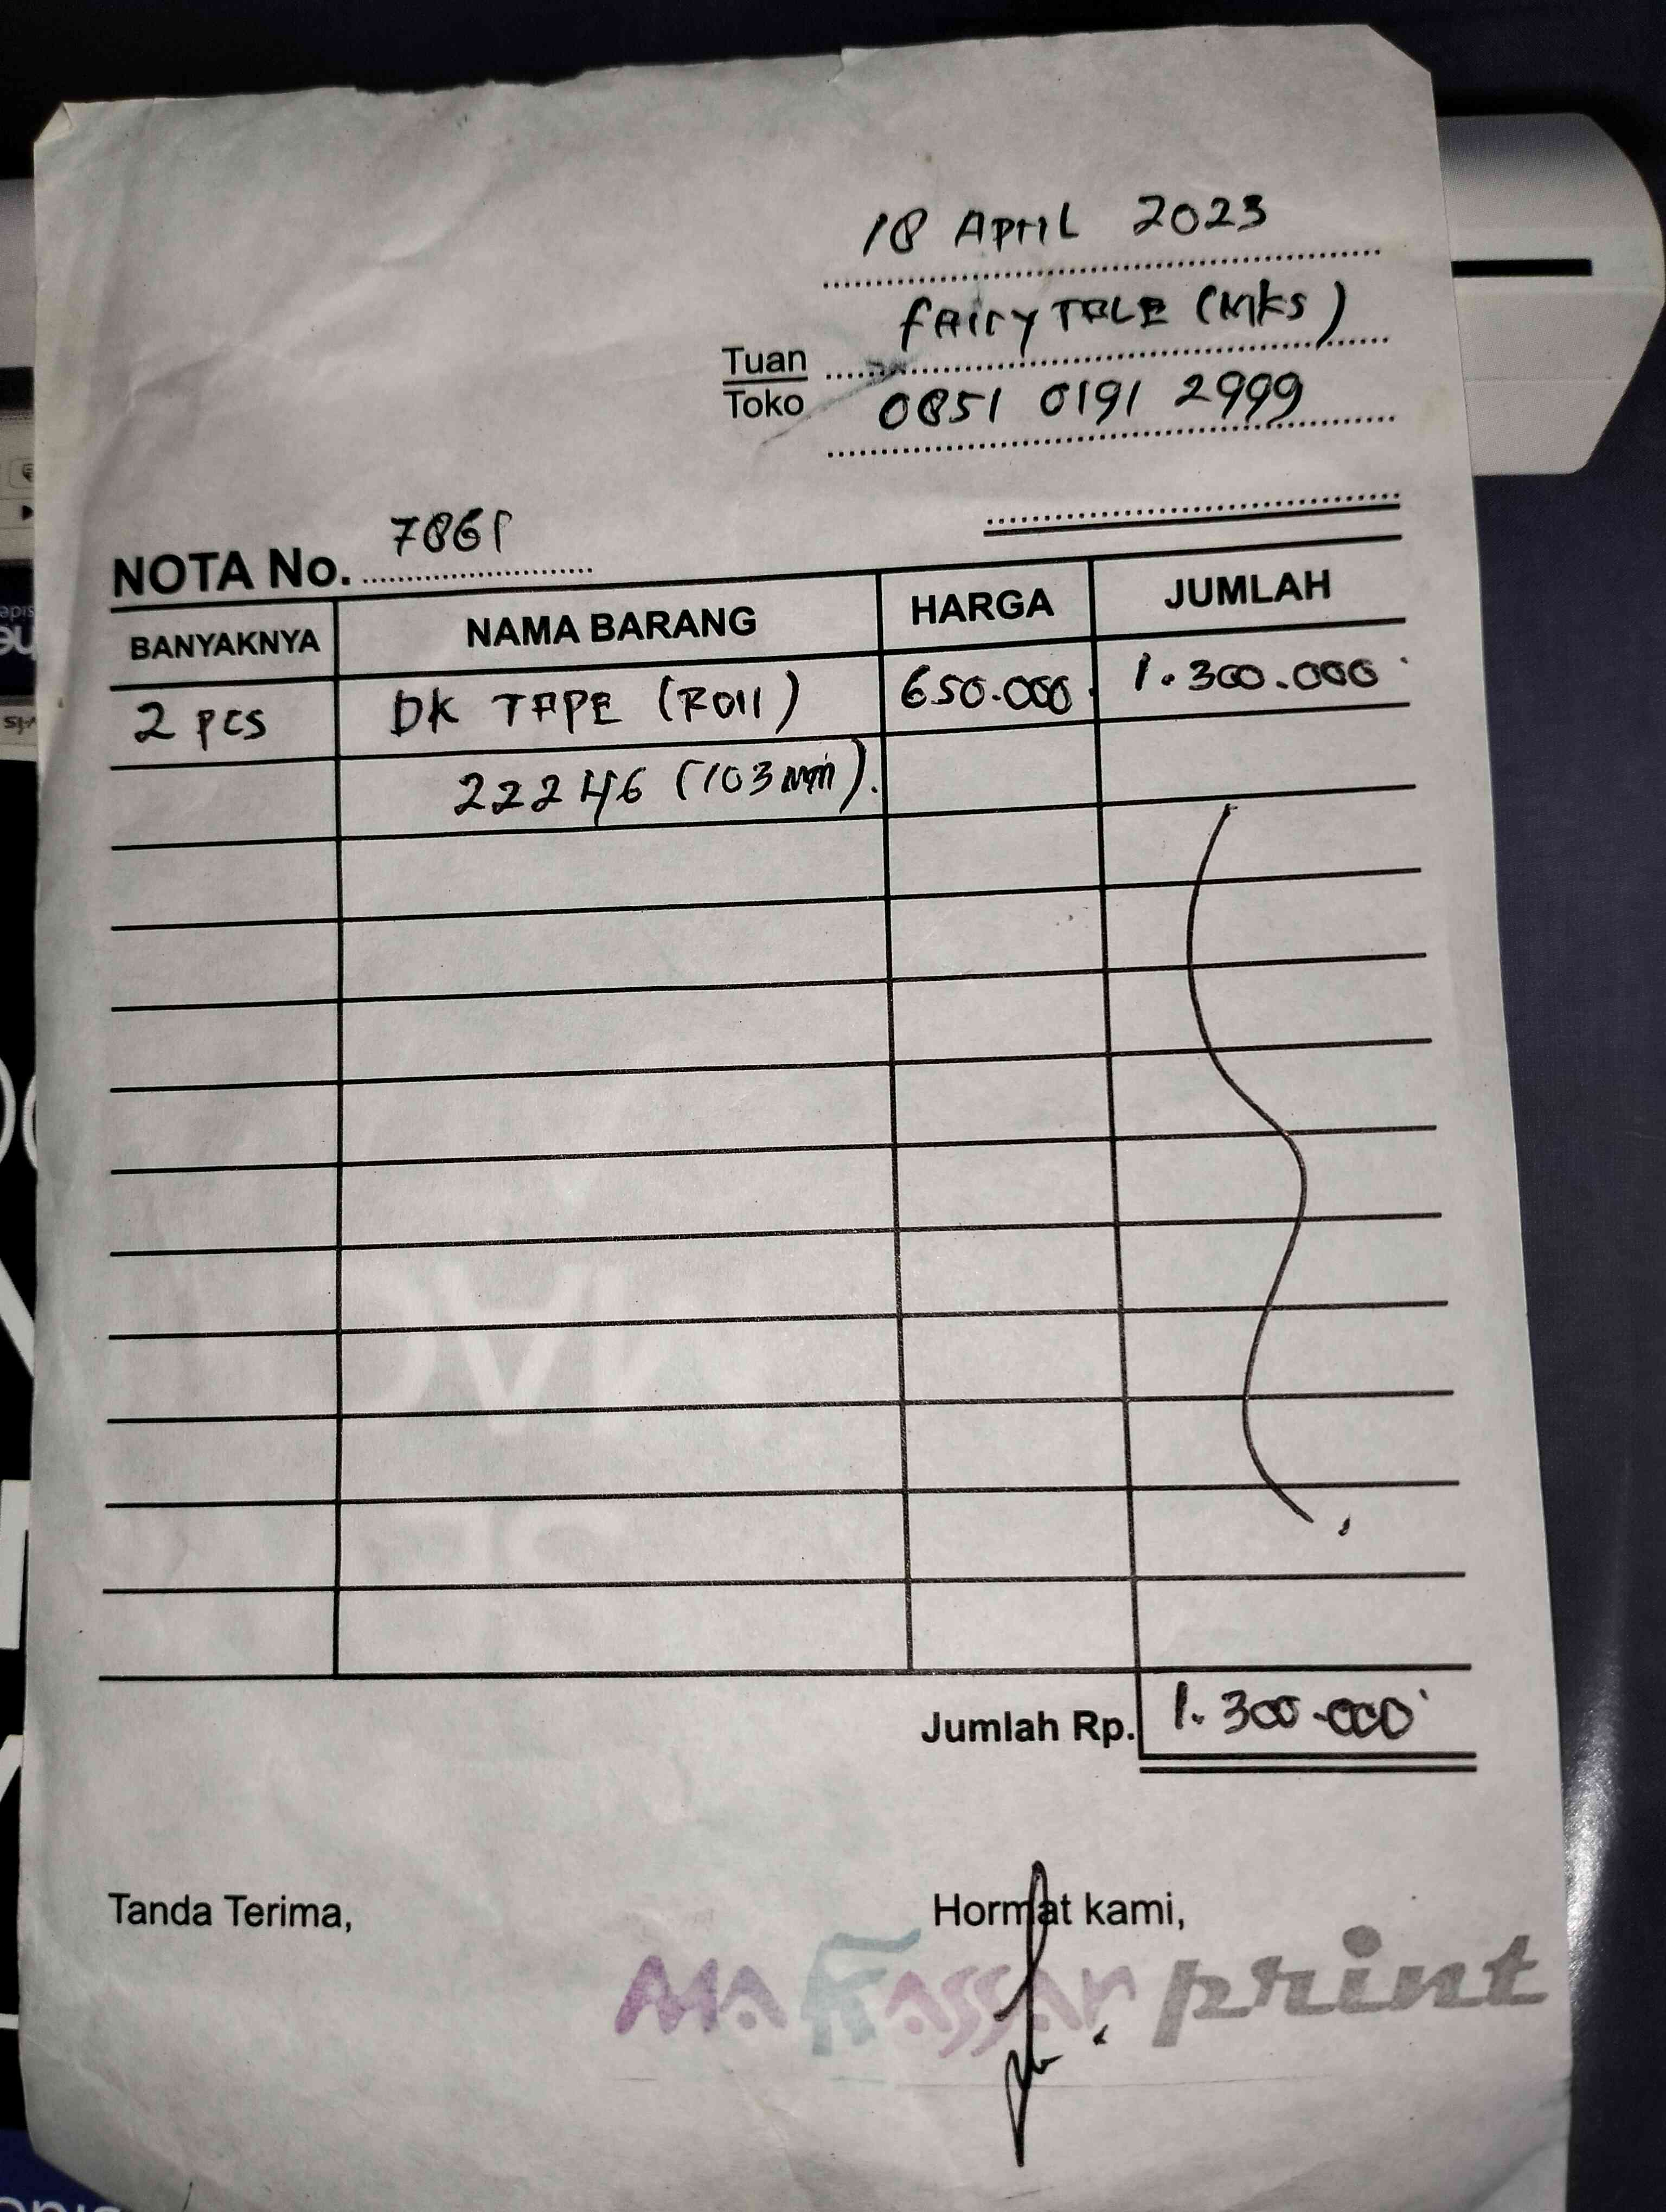 18 April 2023
Tuan fAiryTALE (MKS)
Toko 0851 0191 2999
NOTA No. 7861
BANYAKNYA NAMA BARANG HARGA JUMLAH
2 pcs DK TAPE (Roll) 650.000 1.300.000
22246 (103mm).
Jumlah Rp. 1.300.000
Tanda Terima, Hormat kami,
Makassar print